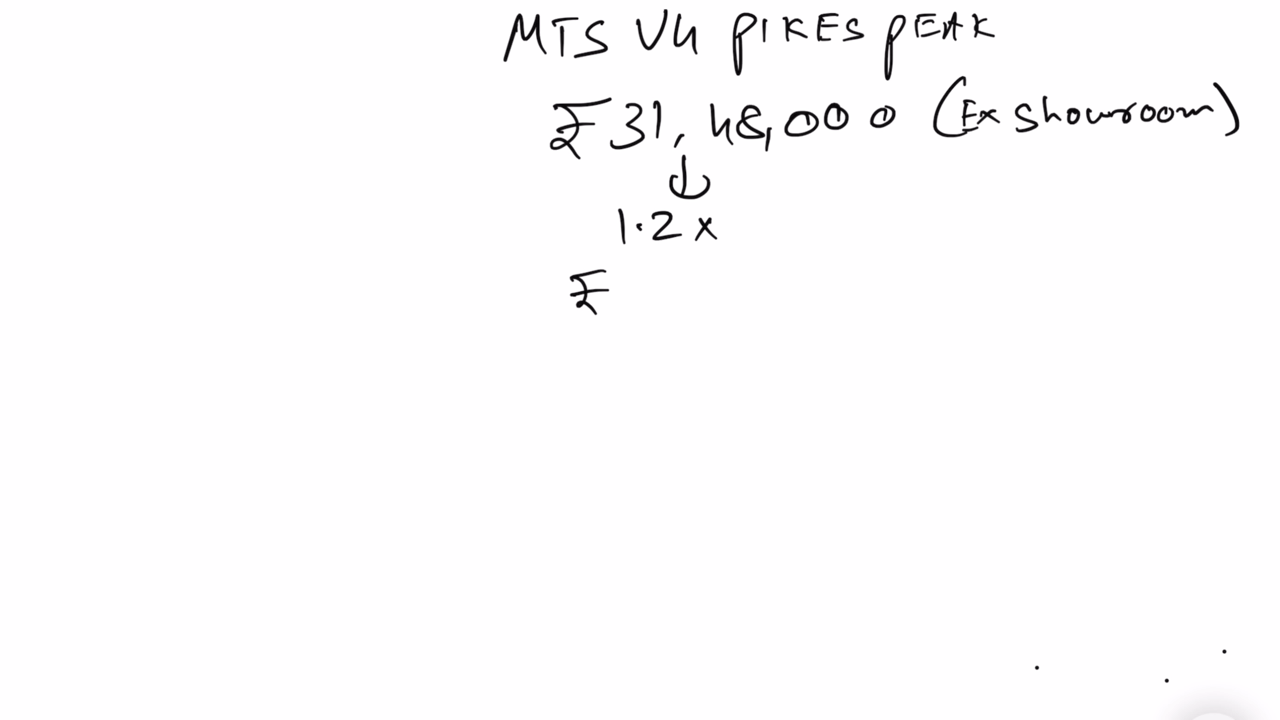 MTS V4 PIKES PEAK
₹31,48,000 (Ex showroom)
1.2x
₹